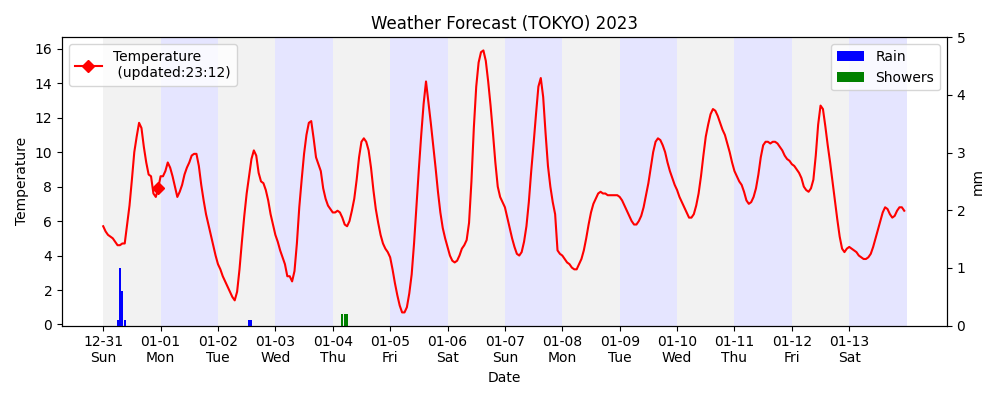 Weather Forecast (TOKYO) 2023
Temperature
(updated:23:12)
Rain
Showers
16
14
12
10
8
6
4
2
0
Temperature
5
4
3
2
1
0
mm
12-31 01-01 01-02 01-03 01-04 01-05 01-06 01-07 01-08 01-09 01-10 01-11 01-12 01-13
Sun Mon Tue Wed Thu Fri Sat Sun Mon Tue Wed Thu Fri Sat
Date